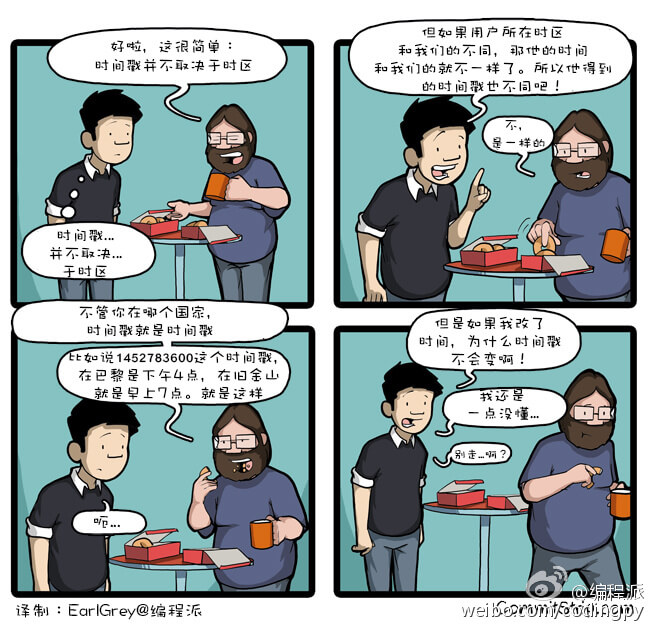 好啦，这很简单：
时间戳并不取决于时区
时间戳...
并不取决...
于时区
但如果用户所在时区
和我们的不同，那他的时间
和我们的就不一样了。所以他得到
的时间戳也不同吧！
不，
是一样的
不管你在哪个国家，
时间戳就是时间戳
比如说1452783600这个时间戳，
在巴黎是下午4点，在旧金山
就是早上7点。就是这样
呃...
但是如果我改了
时间，为什么时间戳
不会变啊！
我还是
一点没懂...
别走...啊？
译制：EarlGrey@编程派
@编程派
CommitStrip.com
weibo.com/codingpy